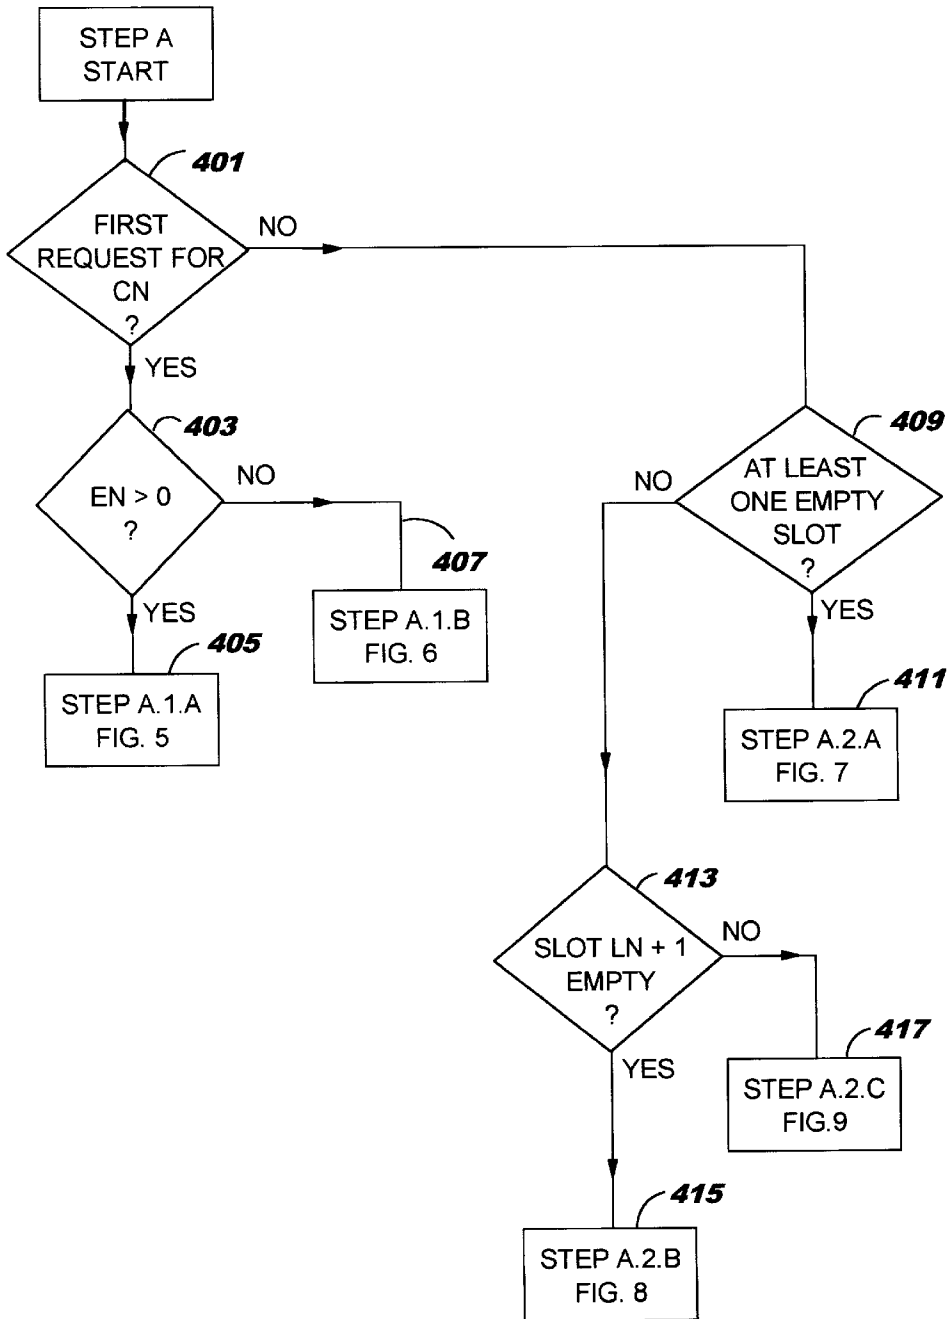 STEP A
START
401
FIRST
REQUEST FOR
CN
?
NO
YES
403
EN > 0
?
NO
407
STEP A.1.B
FIG. 6
YES
405
STEP A.1.A
FIG. 5
409
AT LEAST
ONE EMPTY
SLOT
?
NO
YES
411
STEP A.2.A
FIG. 7
413
SLOT LN + 1
EMPTY
?
NO
417
STEP A.2.C
FIG.9
YES
415
STEP A.2.B
FIG. 8